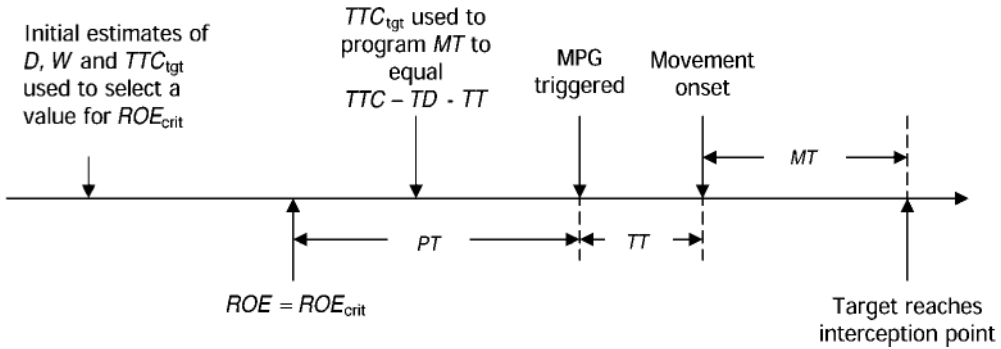 Initial estimates of
D, W and TTCtgt
used to select a
value for ROEcrit
TTCtgt used to
program MT to
equal
TTC – TD - TT
MPG
triggered
Movement
onset
MT
PT
TT
ROE = ROEcrit
Target reaches
interception point